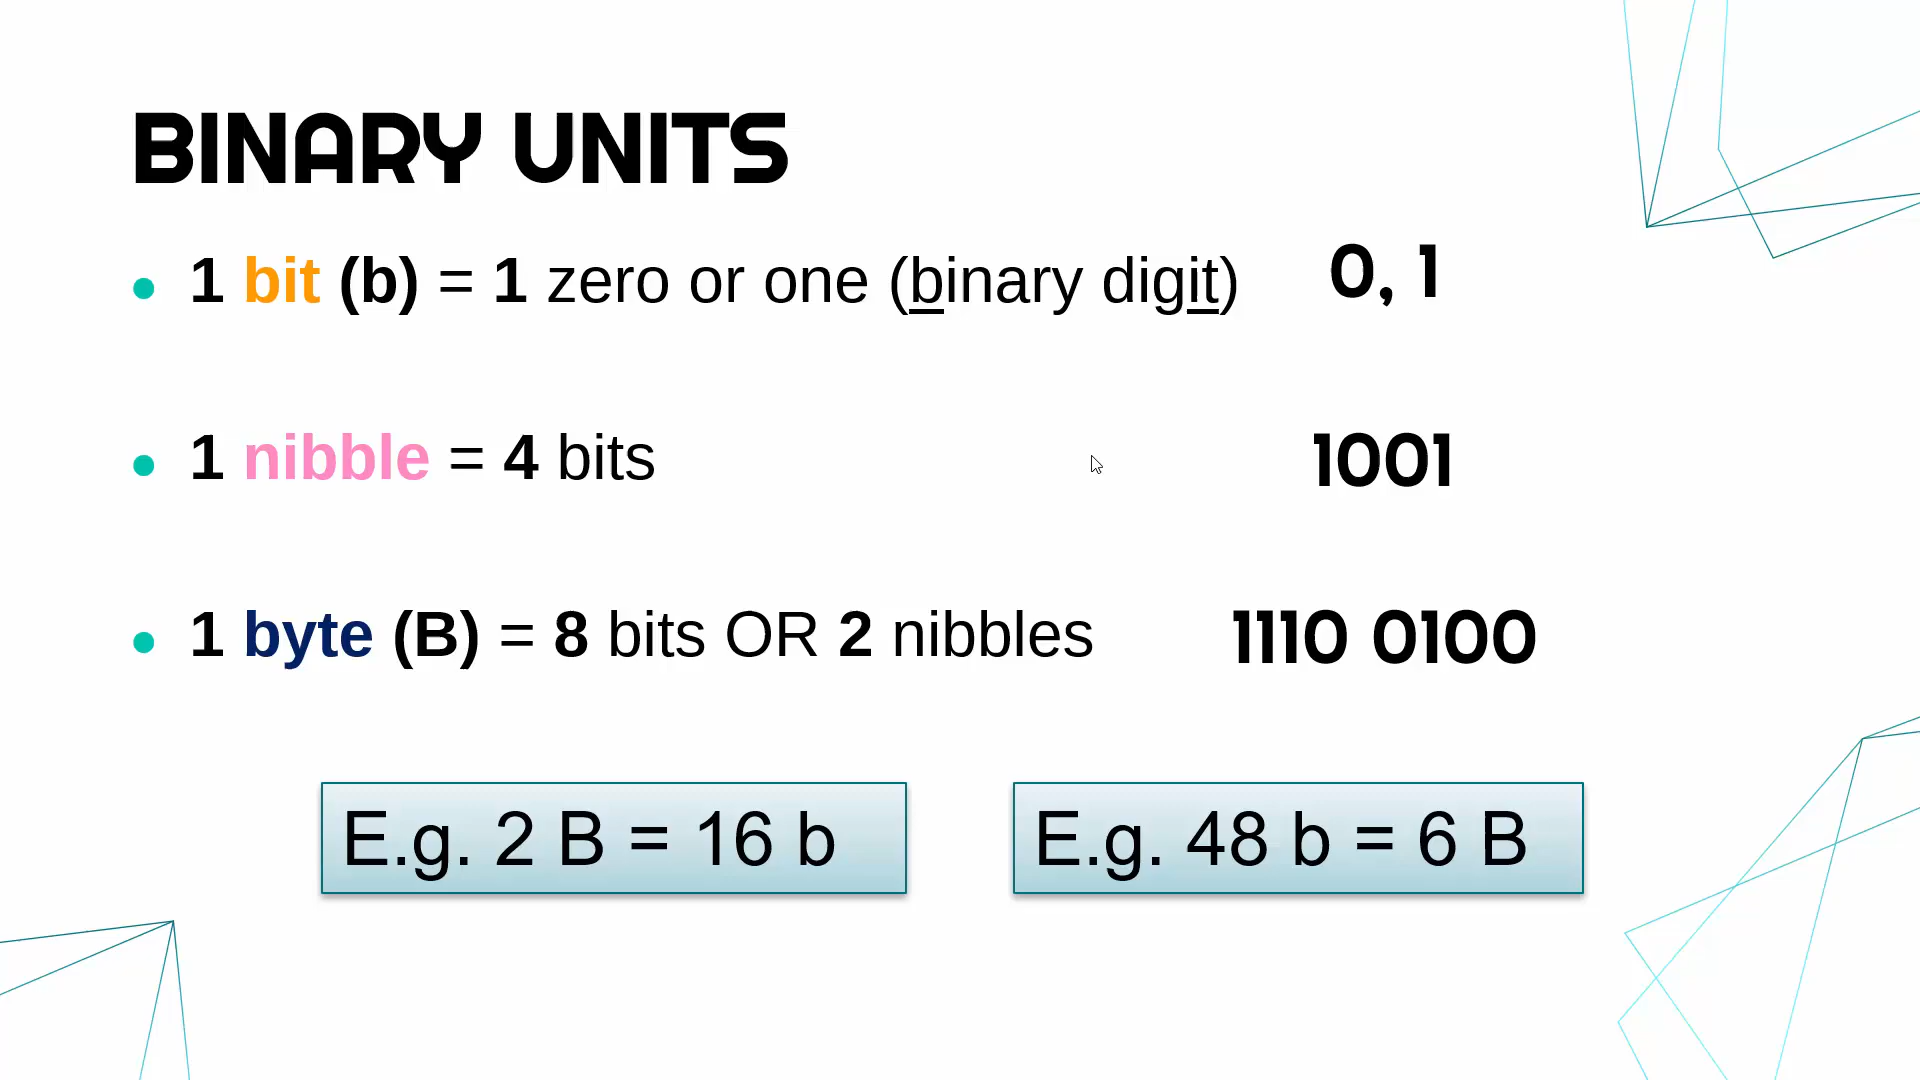 BINARY UNITS
1 bit (b) = 1 zero or one (binary digit)
0, 1
1 nibble = 4 bits
1001
1 byte (B) = 8 bits OR 2 nibbles
1110 0100
E.g. 2 B = 16 b
E.g. 48 b = 6 B